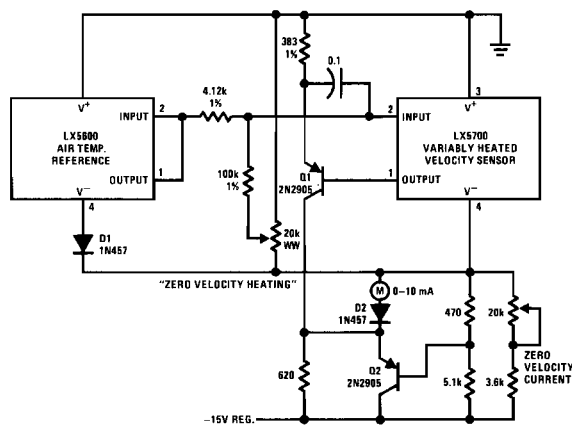 383
1%
0.1
4.12k
1%
V+
LX5600
AIR TEMP.
REFERENCE
INPUT
2
OUTPUT
1
V−
4
3
V+
2
INPUT
LX5700
VARIABLY HEATED
VELOCITY SENSOR
1
OUTPUT
V−
4
100k
1%
Q1
2N2905
D1
1N457
20k
WW
"ZERO VELOCITY HEATING"
M
0–10 mA
D2
1N457
470
20k
ZERO
VELOCITY
CURRENT
620
Q2
2N2905
5.1k
3.6k
−15V REG.